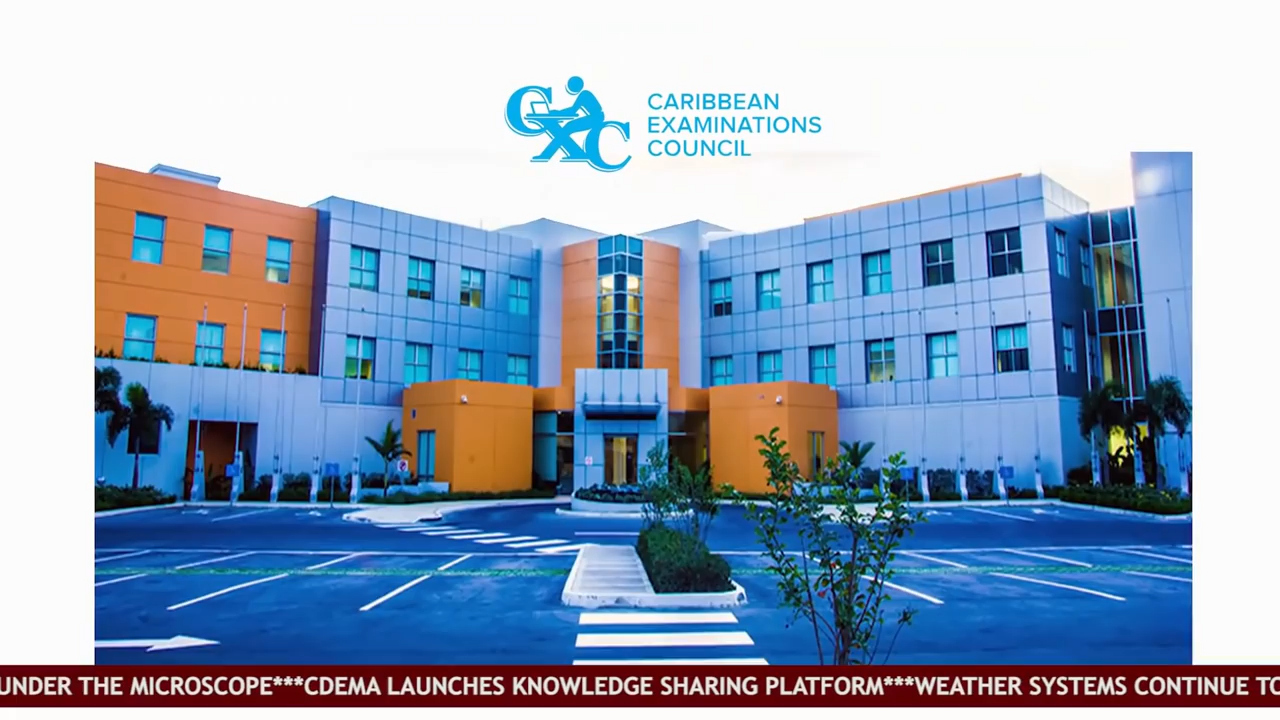 CXC
CARIBBEAN
EXAMINATIONS
COUNCIL
UNDER THE MICROSCOPE***CDEMA LAUNCHES KNOWLEDGE SHARING PLATFORM***WEATHER SYSTEMS CONTINUE TO